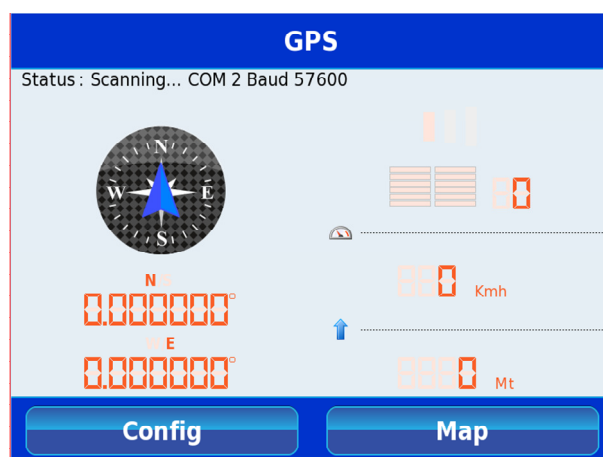 GPS
Status : Scanning... COM 2 Baud 57600
N
W E
S
0
N
0.000000°
0 Kmh
E
0.000000°
0 Mt
Config Map